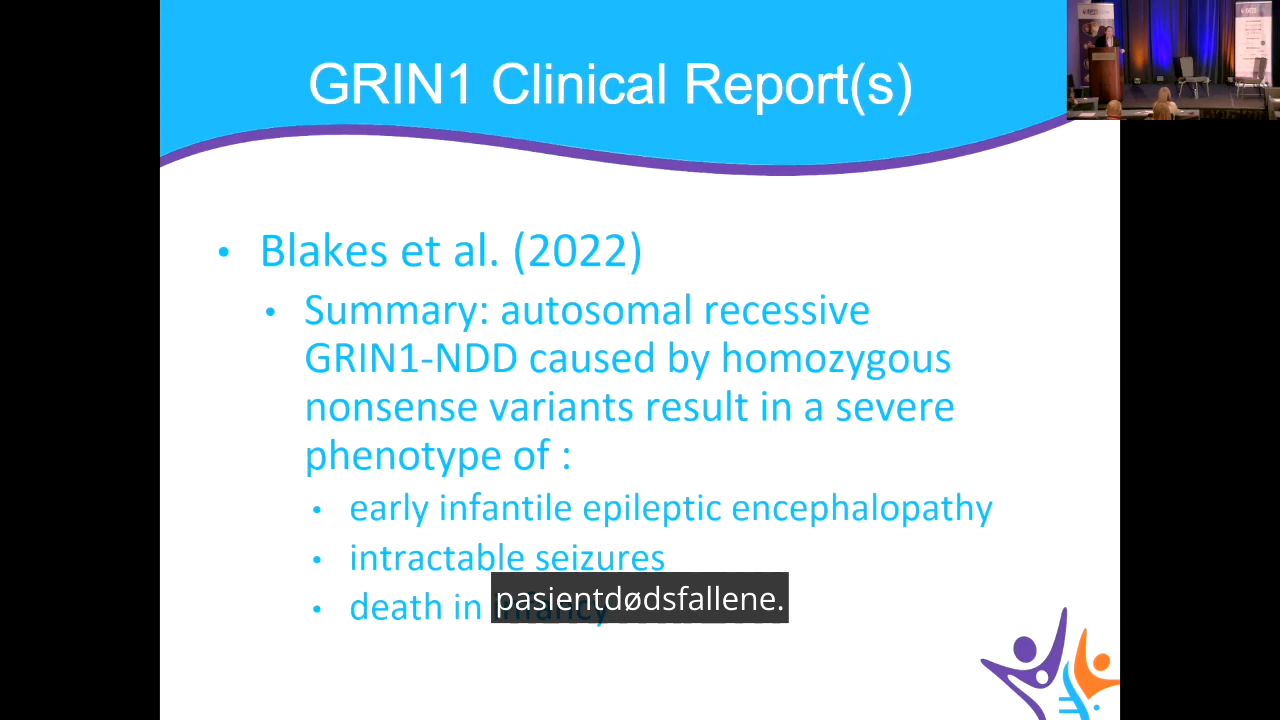 GRIN1 Clinical Report(s)
• Blakes et al. (2022)
• Summary: autosomal recessive
GRIN1-NDD caused by homozygous
nonsense variants result in a severe
phenotype of :
• early infantile epileptic encephalopathy
• intractable seizures
• death in infancy
pasientdødsfallene.